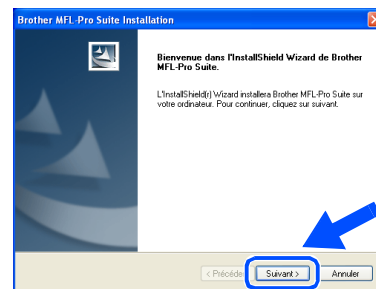 Brother MFL-Pro Suite Installation
Bienvenue dans l'InstallShield Wizard de Brother
MFL-Pro Suite.
L'InstallShield(r) Wizard installera Brother MFL-Pro Suite sur
votre ordinateur. Pour continuer, cliquez sur suivant.
< Précéden
Suivant >
Annuler